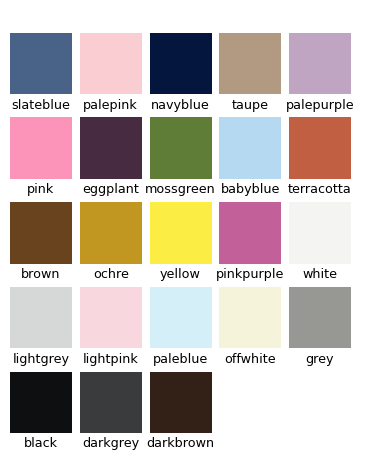 slateblue palepink navyblue taupe palepurple
pink eggplant mossgreen babyblue terracotta
brown ochre yellow pinkpurple white
lightgrey lightpink paleblue offwhite grey
black darkgrey darkbrown